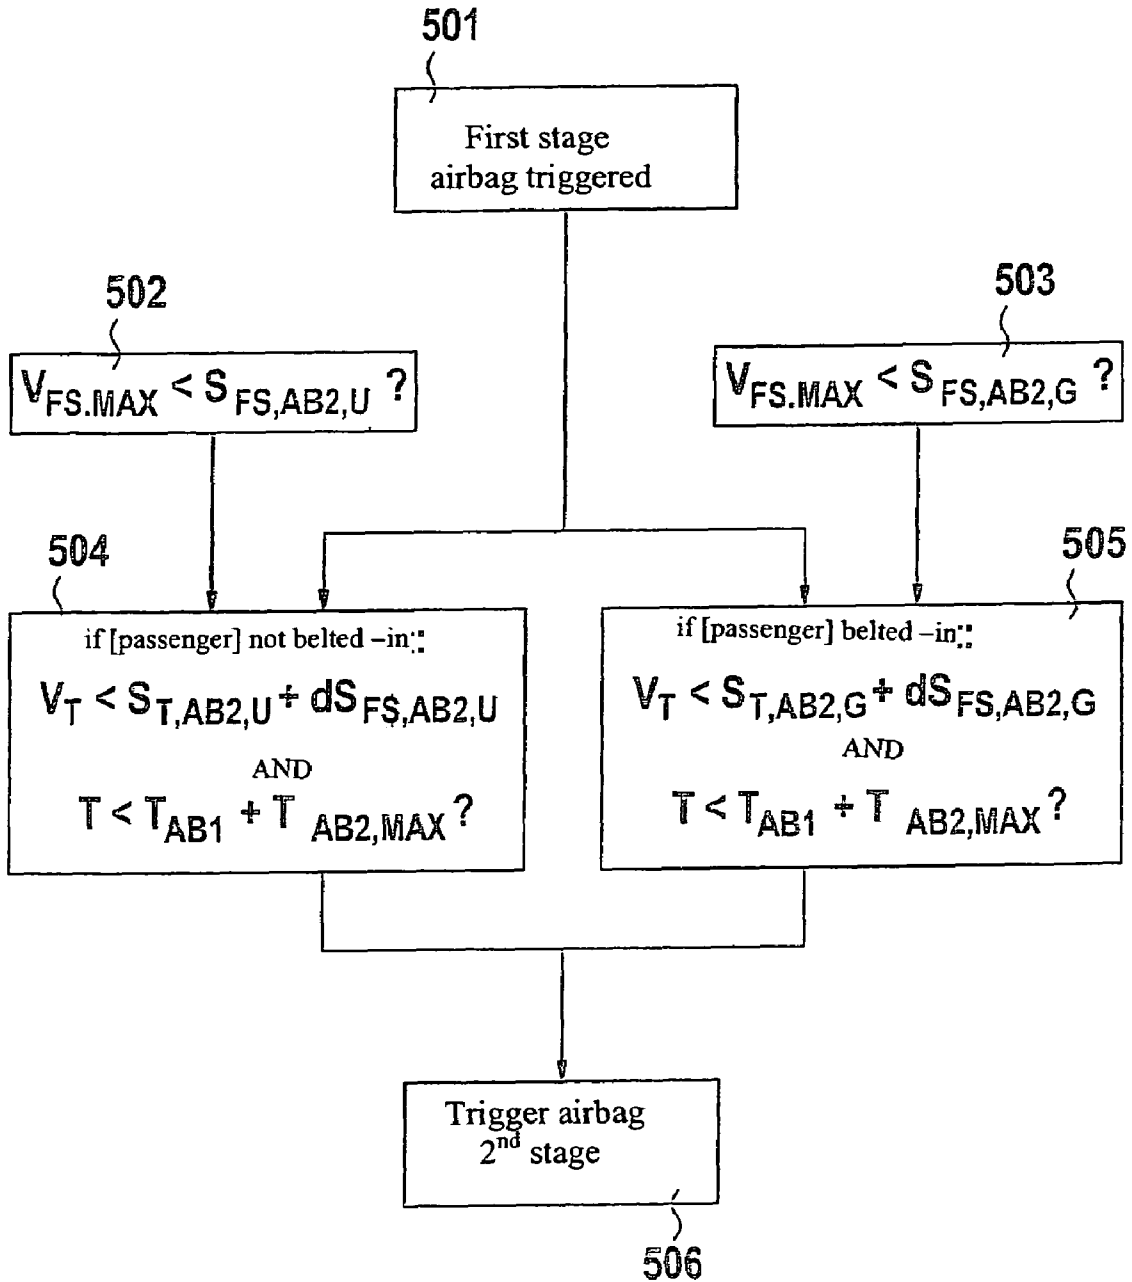 501
First stage
airbag triggered
502
503
V_FS.MAX < S_FS,AB2,U ?
V_FS.MAX < S_FS,AB2,G ?
504
505
if [passenger] not belted –in::
V_T < S_T,AB2,U + dS_F$,AB2,U
AND
T < T_AB1 + T_AB2,MAX ?
if [passenger] belted –in::
V_T < S_T,AB2,G + dS_FS,AB2,G
AND
T < T_AB1 + T_AB2,MAX ?
Trigger airbag
2nd stage
506